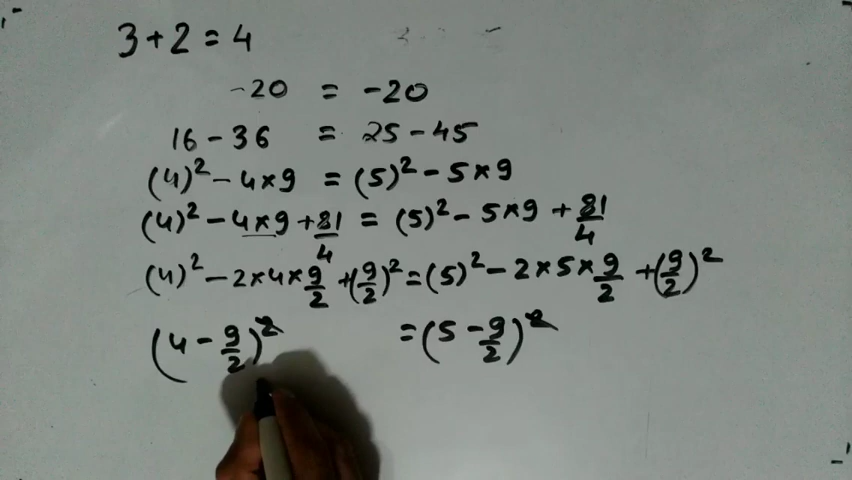 3 + 2 = 4
-20 = -20
16 - 36 = 25 - 45
(4)² - 4 × 9 = (5)² - 5 × 9
(4)² - 4 × 9 + 81/4 = (5)² - 5 × 9 + 81/4
(4)² - 2 × 4 × 9/2 + (9/2)² = (5)² - 2 × 5 × 9/2 + (9/2)²
(4 - 9/2)² = (5 - 9/2)²